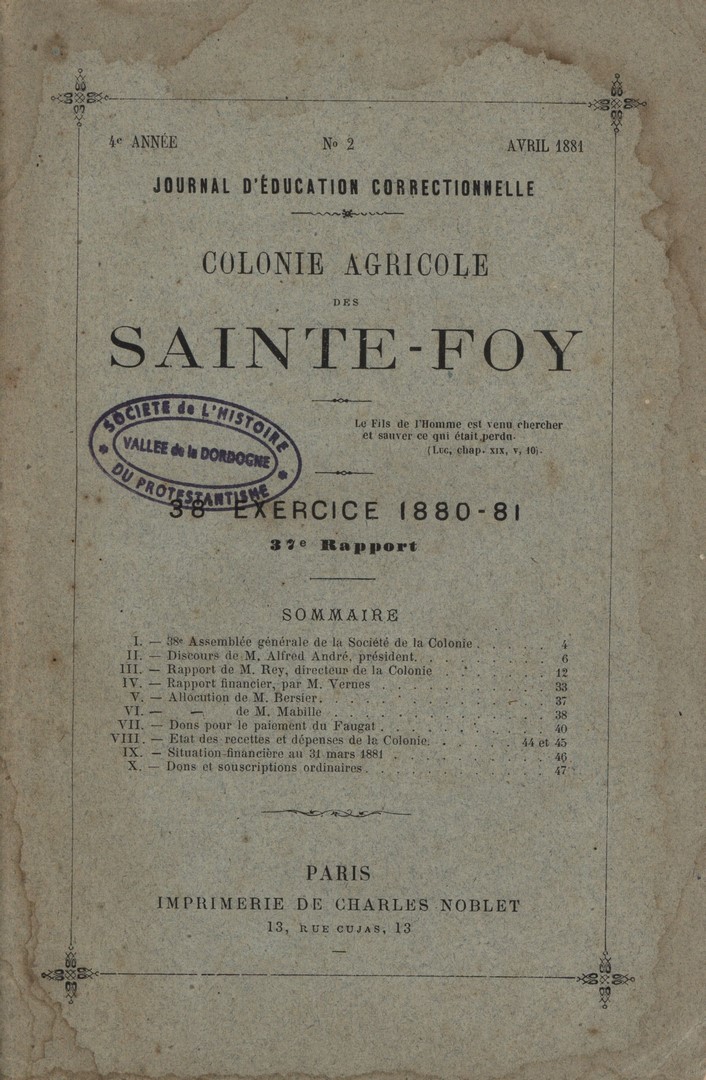 4e ANNÉE No 2 AVRIL 1881
JOURNAL D'ÉDUCATION CORRECTIONNELLE
COLONIE AGRICOLE
DES
SAINTE-FOY
Le Fils de l'Homme est venu chercher
et sauver ce qui était perdu.
(Luc, chap. XIX, v, 10).
SOCIETE de L'HISTOIRE
VALLEE de la DORDOGNE
DU PROTESTANTISME
38e EXERCICE 1880-81
37e Rapport
SOMMAIRE
I. — 38e Assemblée générale de la Société de la Colonie . . . . 4
II. — Discours de M. Alfred André, président. . . . . . . . . 6
III. — Rapport de M. Rey, directeur de la Colonie . . . . . . 12
IV. — Rapport financier, par M. Vernes . . . . . . . . . . 33
V. — Allocution de M. Bersier. . . . . . . . . . . . . 37
VI. — — de M. Mabille . . . . . . . . . . . . 38
VII. — Dons pour le paiement du Faugat . . . . . . . . . . 40
VIII. — Etat des recettes et dépenses de la Colonie. . . . . 44 et 45
IX. — Situation financière au 31 mars 1881 . . . . . . . . . 46
X. — Dons et souscriptions ordinaires . . . . . . . . . . 47
PARIS
IMPRIMERIE DE CHARLES NOBLET
13, RUE CUJAS, 13